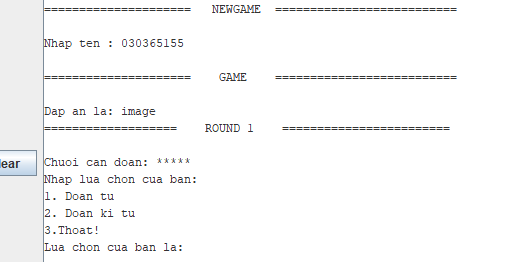 ===================== NEWGAME ==========================
Nhap ten : 030365155
===================== GAME ==========================
Dap an la: image
=================== ROUND 1 ========================
Chuoi can doan: *****
lear
Nhap lua chon cua ban:
1. Doan tu
2. Doan ki tu
3.Thoat!
Lua chon cua ban la: